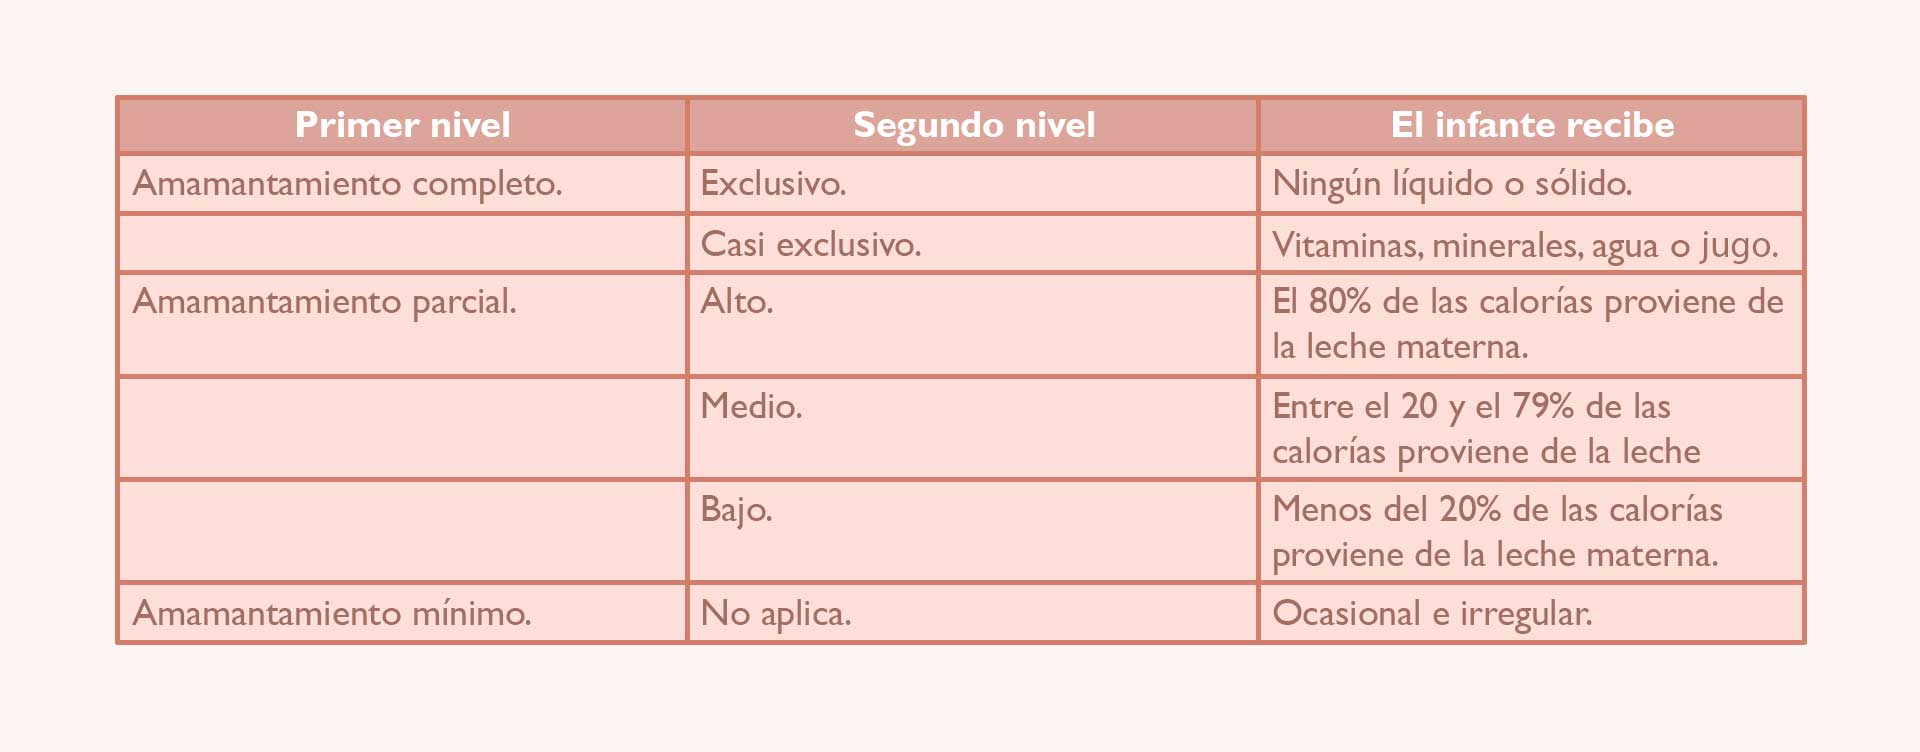 Primer nivel Segundo nivel El infante recibe
Amamantamiento completo. Exclusivo. Ningún líquido o sólido.
Casi exclusivo. Vitaminas, minerales, agua o jugo.
Amamantamiento parcial. Alto. El 80% de las calorías proviene de
la leche materna.
Medio. Entre el 20 y el 79% de las
calorías proviene de la leche
Bajo. Menos del 20% de las calorías
proviene de la leche materna.
Amamantamiento mínimo. No aplica. Ocasional e irregular.